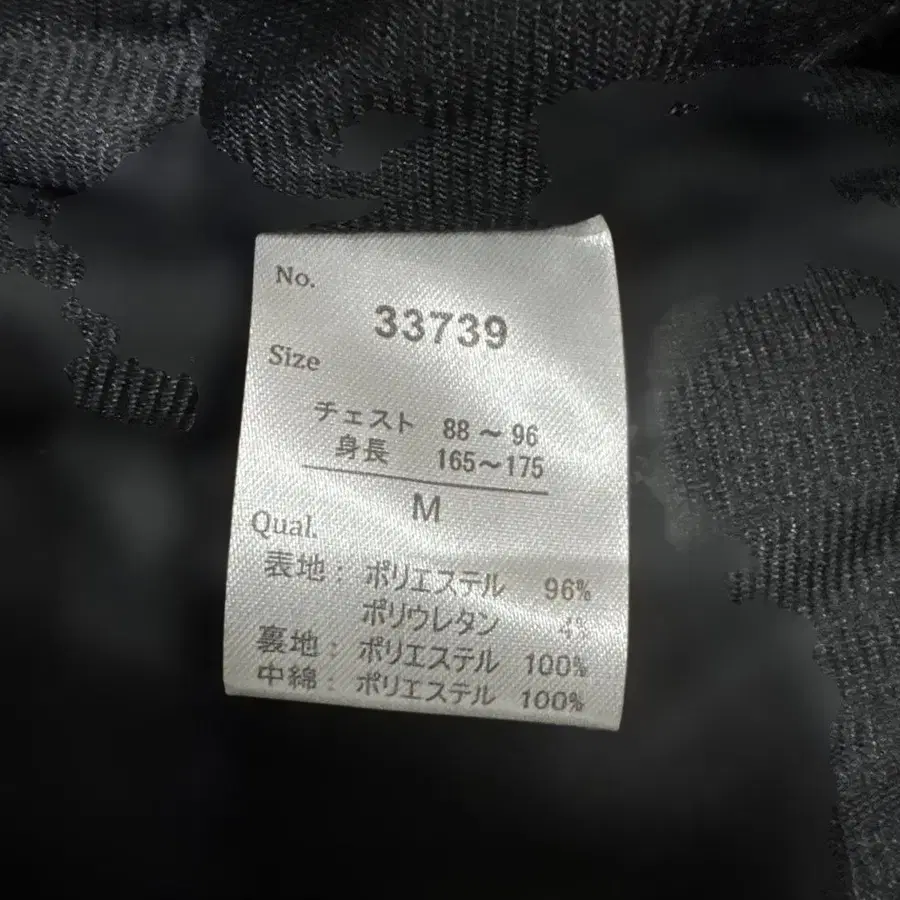 No.
33739
Size
チェスト 88～96
身長 165～175
M
Qual.
表地： ポリエステル 96%
ポリウレタン 4%
裏地： ポリエステル 100%
中綿： ポリエステル 100%